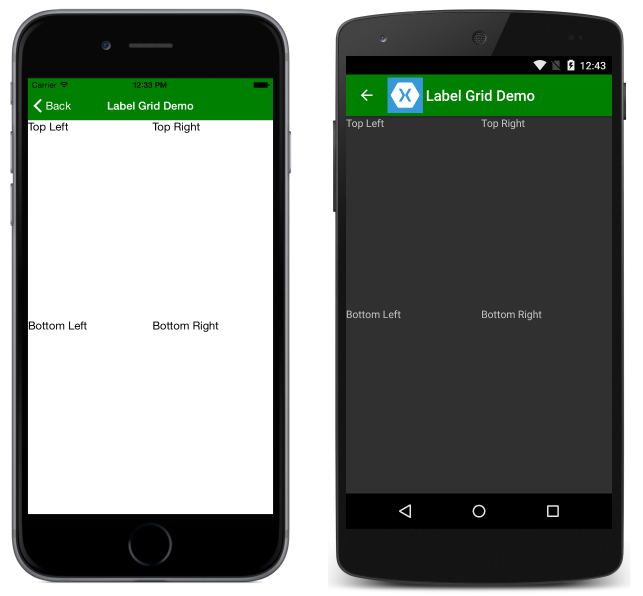 Carrier 12:33 PM
Back Label Grid Demo
Top Left Top Right
Bottom Left Bottom Right
12:43
Label Grid Demo
Top Left Top Right
Bottom Left Bottom Right